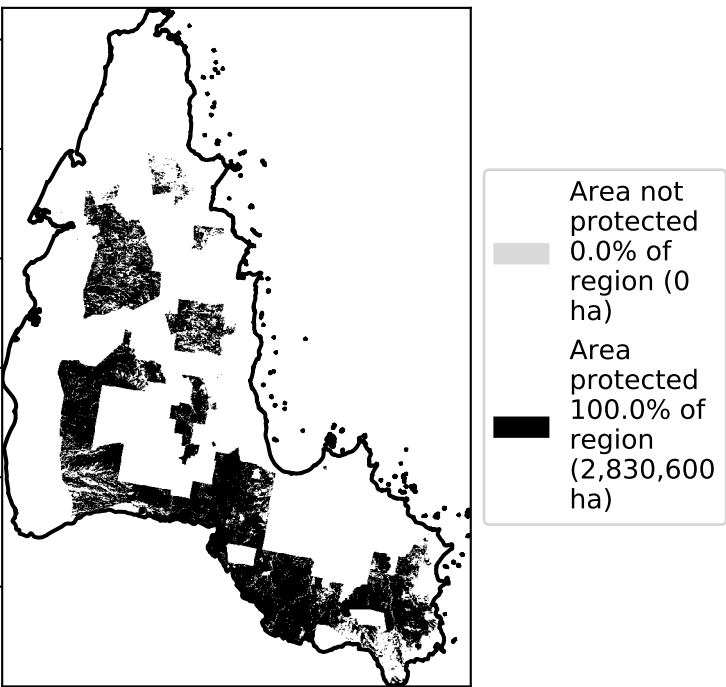 Area not
protected
0.0% of
region (0
ha)
Area
protected
100.0% of
region
(2,830,600
ha)